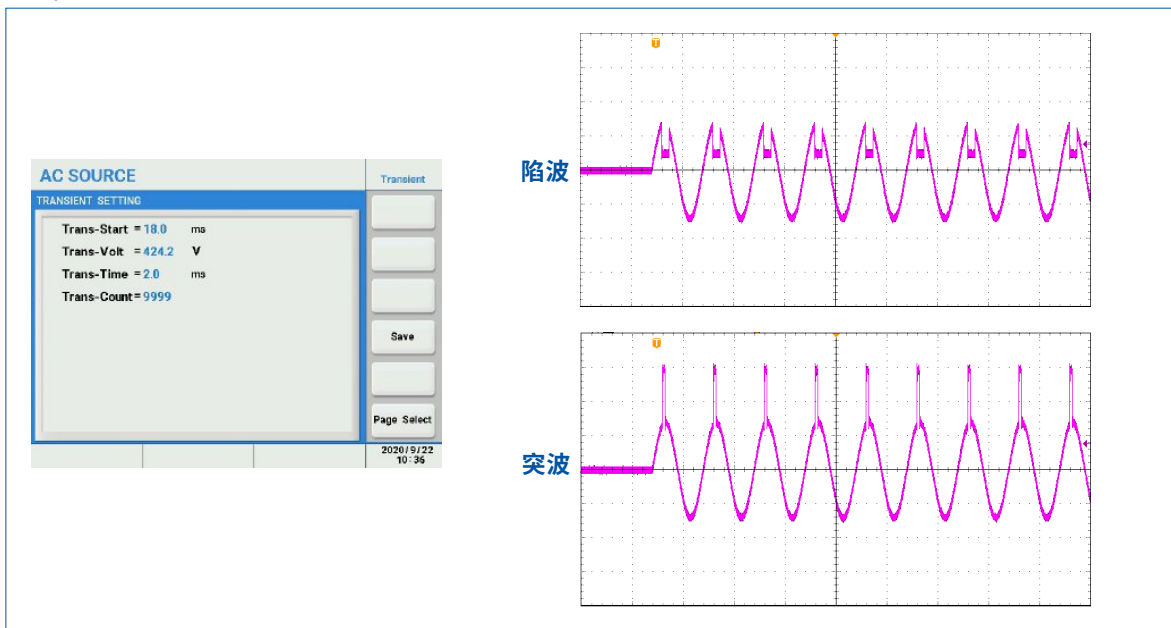 AC SOURCE
Transient
TRANSIENT SETTING
Trans-Start = 18.0 ms
Trans-Volt = 424.2 V
Trans-Time = 2.0 ms
Trans-Count= 9999
Save
Page Select
2020/9/22
10:36
陷波
T
突波
T